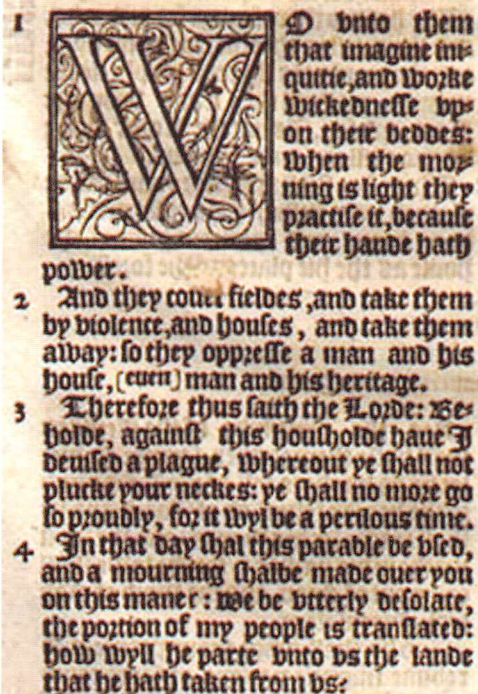 1 WO vnto them
that imagine ini-
quitie, and worke
wickednesse vp-
on their beddes:
when the mor-
ning is light they
practise it, because
their hande hath
power.
2 And they couet fieldes, and take them
by violence, and houses, and take them
away: so they oppresse a man and his
house, (euen) man and his heritage.
3 Therefore thus saith the Lorde: Be-
holde, against this housholde haue I
deuised a plague, whereout ye shall not
plucke your neckes: ye shall no more go
so proudly, for it wyl be a perilous time.
4 In that day shal this parable be vsed,
and a mourning shalbe made ouer you
on this maner: We be vtterly desolate,
the portion of my people is translated:
how wyll he parte vnto vs the lande
that he hath taken from vs-